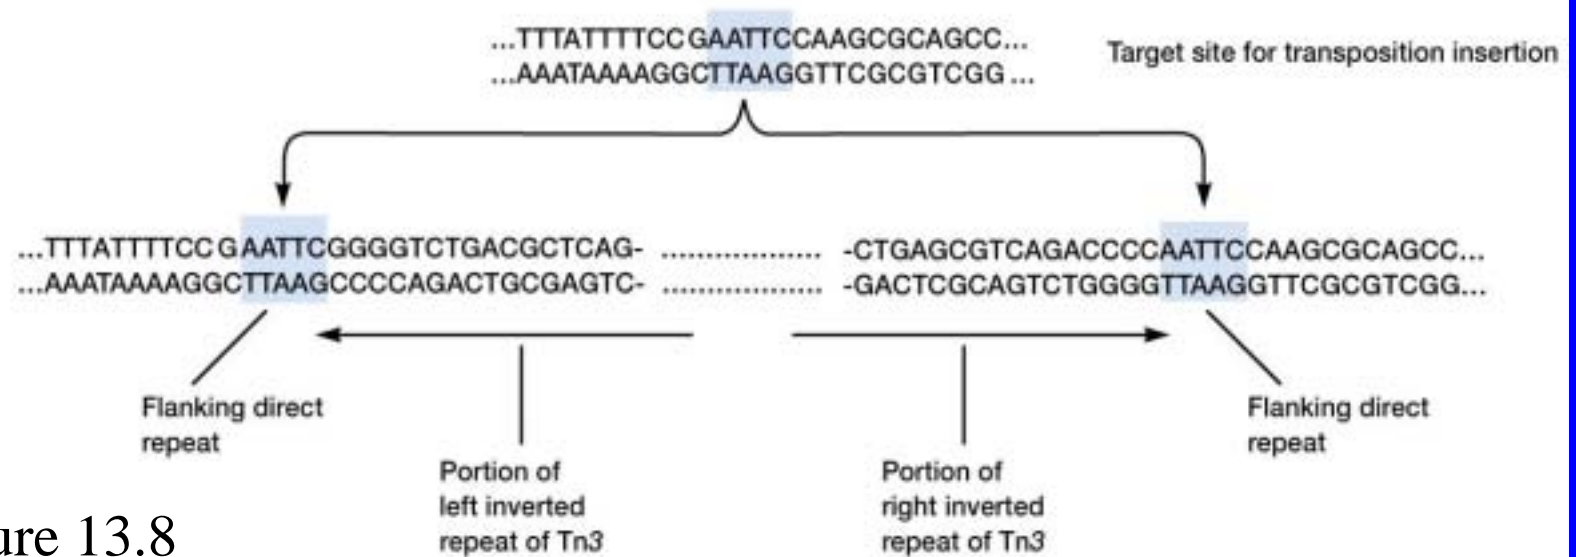 ...TTTATTTTCCGAATTCCAAGCGCAGCC...
...AAATAAAAGGCTTAAGGTTCGCGTCGG...
Target site for transposition insertion
...TTTATTTTCCGAATTCGGGGTCTGACGCTCAG- .................. -CTGAGCGTCAGACCCCAATTCCAAGCGCAGCC...
...AAATAAAAGGCTTAAGCCCCAGACTGCGAGTC- .................. -GACTCGCAGTCTGGGGTTAAGGTTCGCGTCGG...
Flanking direct
repeat
Portion of
left inverted
repeat of Tn3
Portion of
right inverted
repeat of Tn3
Flanking direct
repeat
ure 13.8